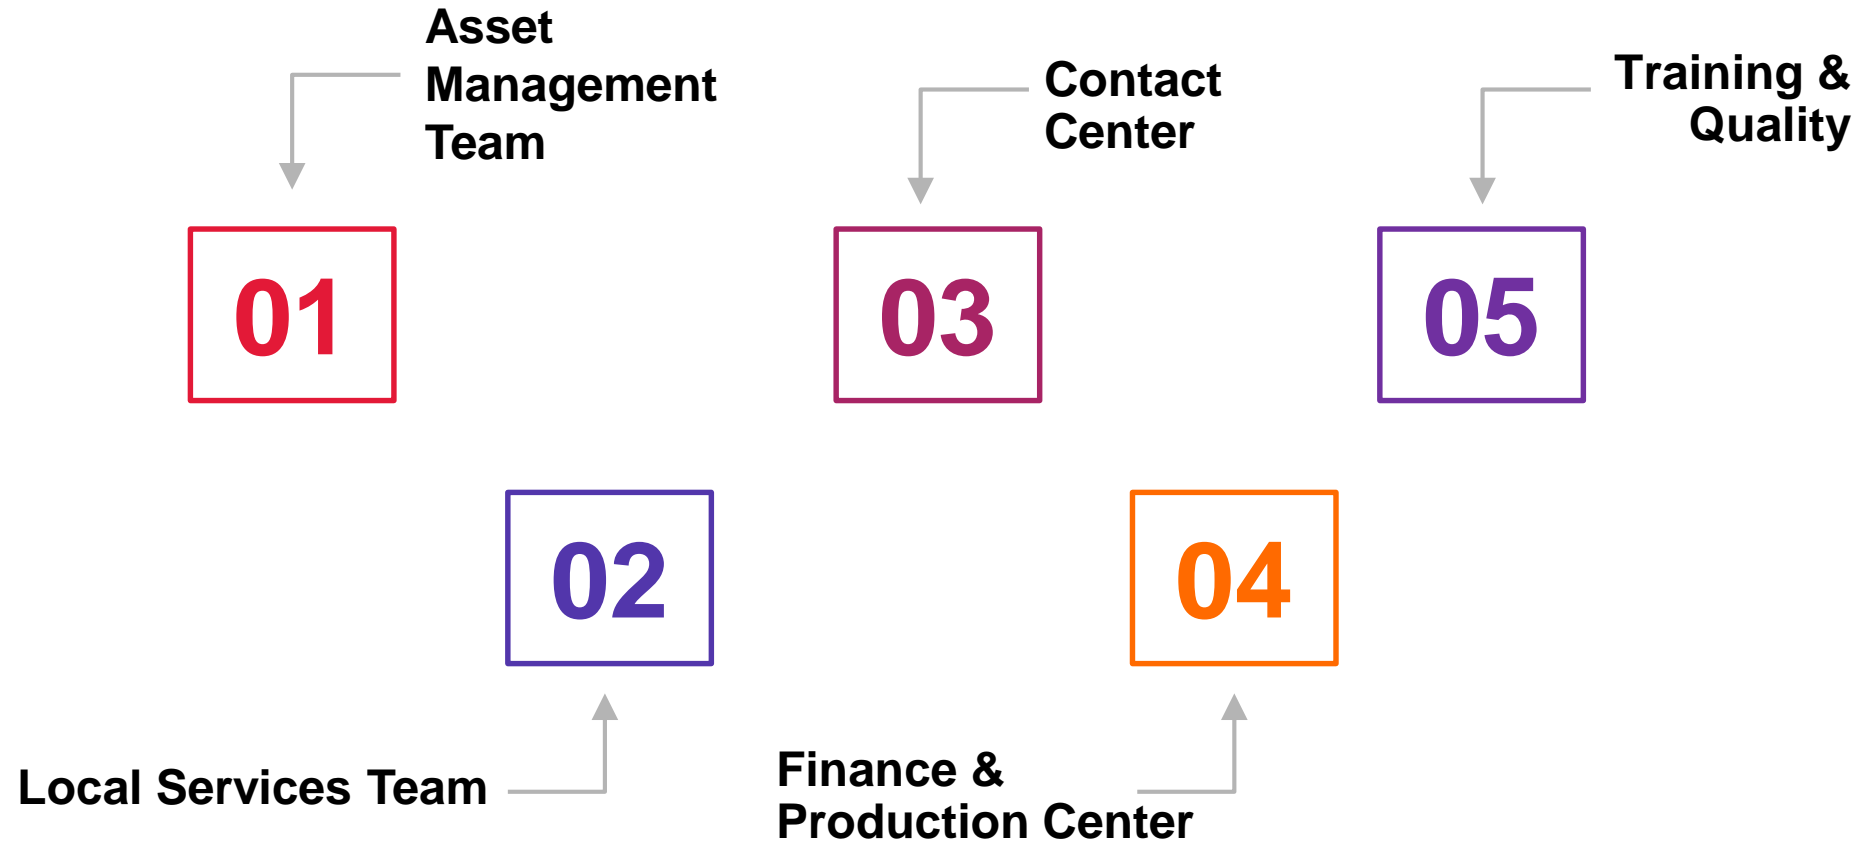 Asset
Management
Team
01
Local Services Team
02
Contact
Center
03
Finance &
Production Center
04
Training &
Quality
05